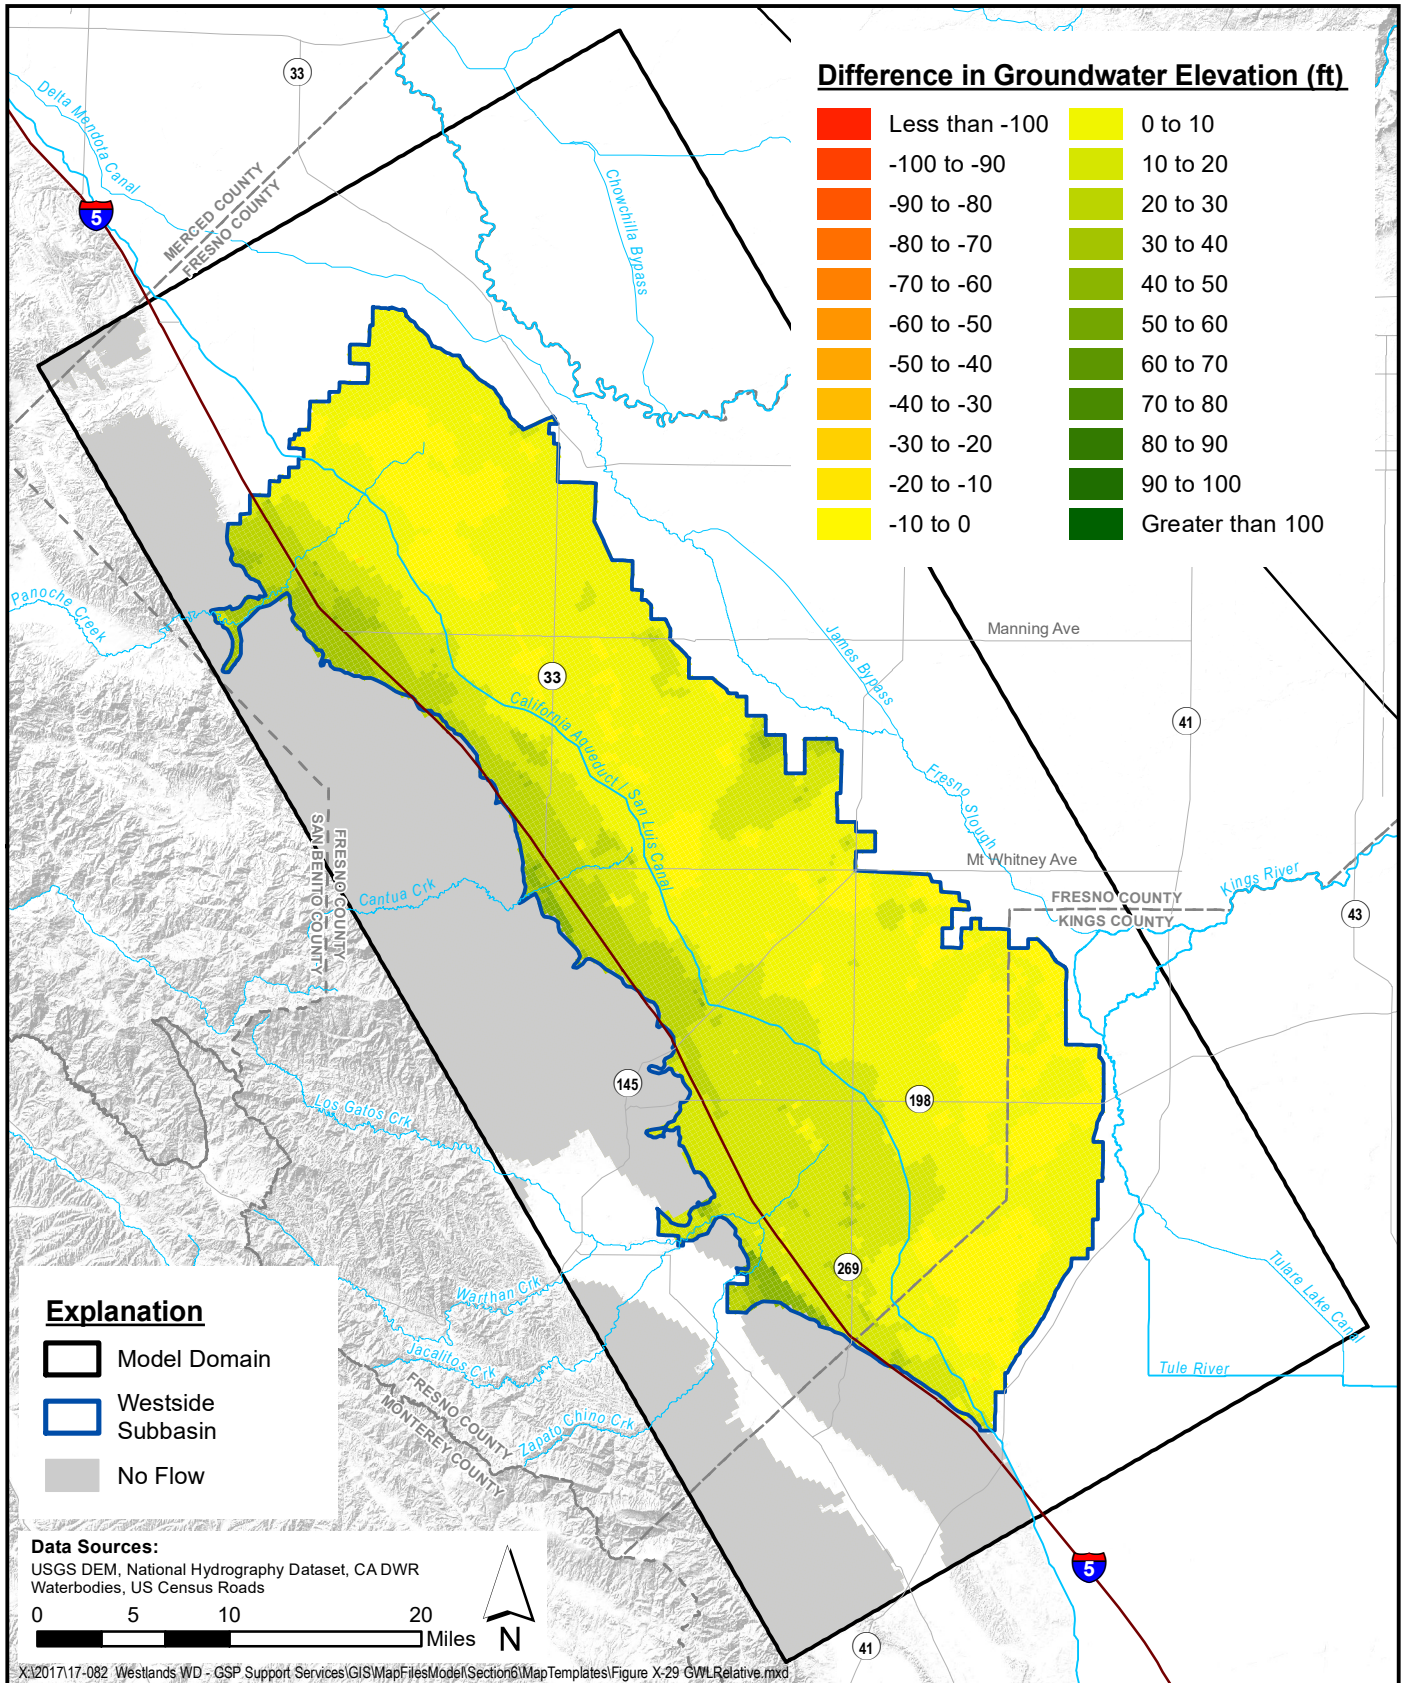 Difference in Groundwater Elevation (ft)
Less than -100
-100 to -90
-90 to -80
-80 to -70
-70 to -60
-60 to -50
-50 to -40
-40 to -30
-30 to -20
-20 to -10
-10 to 0
0 to 10
10 to 20
20 to 30
30 to 40
40 to 50
50 to 60
60 to 70
70 to 80
80 to 90
90 to 100
Greater than 100
33
Delta Mendota Canal
5
MERCED COUNTY
FRESNO COUNTY
Chowchilla Bypass
Panoche Creek
James Bypass
Manning Ave
33
41
California Aqueduct / San Luis Canal
Fresno Slough
SAN BENITO COUNTY
FRESNO COUNTY
Mt Whitney Ave
Kings River
Cantua Crk
FRESNO COUNTY
KINGS COUNTY
43
145
198
Los Gatos Crk
269
Warthan Crk
Tulare Lake Canal
Jacalitos Crk
Tule River
FRESNO COUNTY
MONTEREY COUNTY
Zapato Chino Crk
5
41
Explanation
Model Domain
Westside
Subbasin
No Flow
Data Sources:
USGS DEM, National Hydrography Dataset, CA DWR
Waterbodies, US Census Roads
0 5 10 20
Miles
N
X:\2017\17-082 Westlands WD - GSP Support Services\GIS\MapFilesModel\Section6\MapTemplates\Figure X-29 GWLRelative.mxd